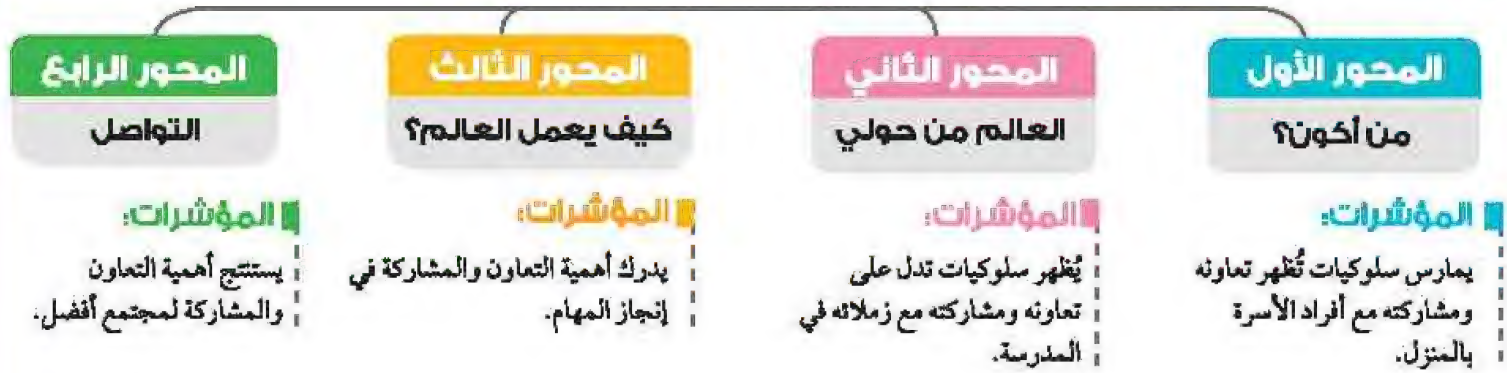 المحور الأول
من أكون؟
المؤشرات:
يمارس سلوكيات تُظهر تعاونه
ومشاركته مع أفراد الأسرة
بالمنزل.
المحور الثاني
العالم من حولي
المؤشرات:
يُظهر سلوكيات تدل على
تعاونه ومشاركته مع زملائه في
المدرسة.
المحور الثالث
كيف يعمل العالم؟
المؤشرات:
يدرك أهمية التعاون والمشاركة في
إنجاز المهام.
المحور الرابع
التواصل
المؤشرات:
يستنتج أهمية التعاون
والمشاركة لمجتمع أفضل.